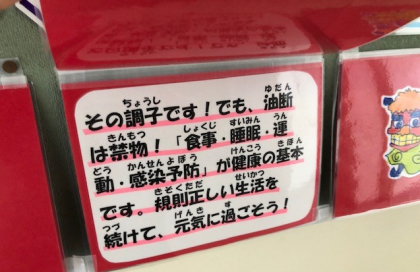 その調子です！でも、油断
は禁物！「食事・睡眠・運
動・感染予防」が健康の基本
です。規則正しい生活を
続けて、元気に過ごそう！